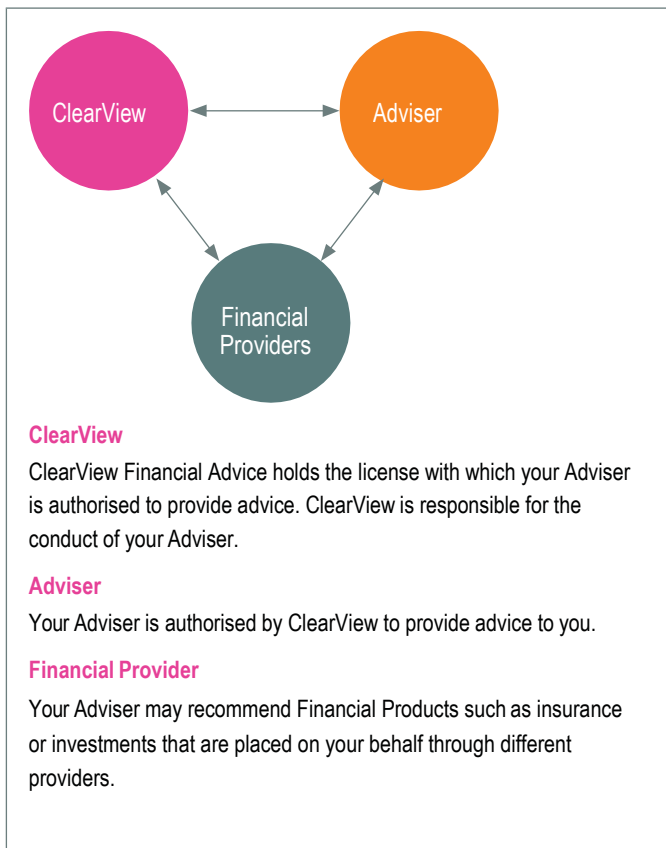 ClearView
Adviser
Financial
Providers
ClearView
ClearView Financial Advice holds the license with which your Adviser
is authorised to provide advice. ClearView is responsible for the
conduct of your Adviser.
Adviser
Your Adviser is authorised by ClearView to provide advice to you.
Financial Provider
Your Adviser may recommend Financial Products such as insurance
or investments that are placed on your behalf through different
providers.